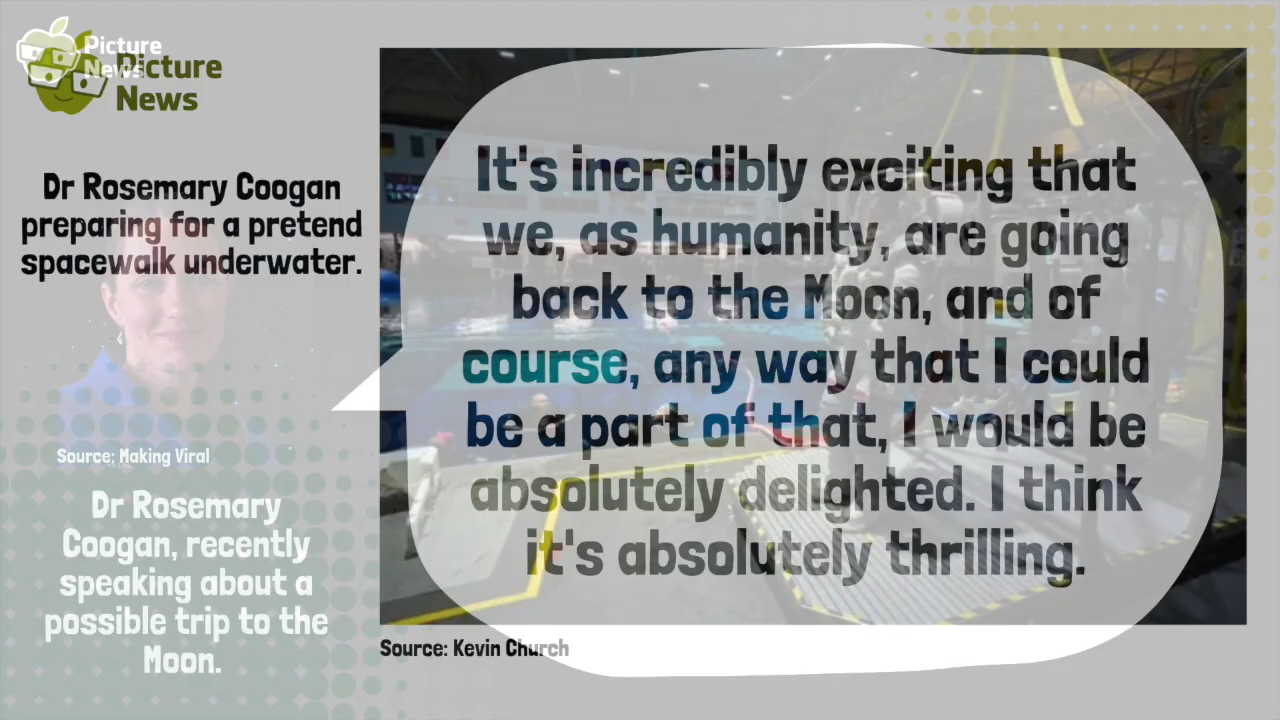 Picture
News
Picture
News
Dr Rosemary Coogan
preparing for a pretend
spacewalk underwater.
Source: Making Viral
Dr Rosemary
Coogan, recently
speaking about a
possible trip to the
Moon.
It's incredibly exciting that
we, as humanity, are going
back to the Moon, and of
course, any way that I could
be a part of that, I would be
absolutely delighted. I think
it's absolutely thrilling.
Source: Kevin Church